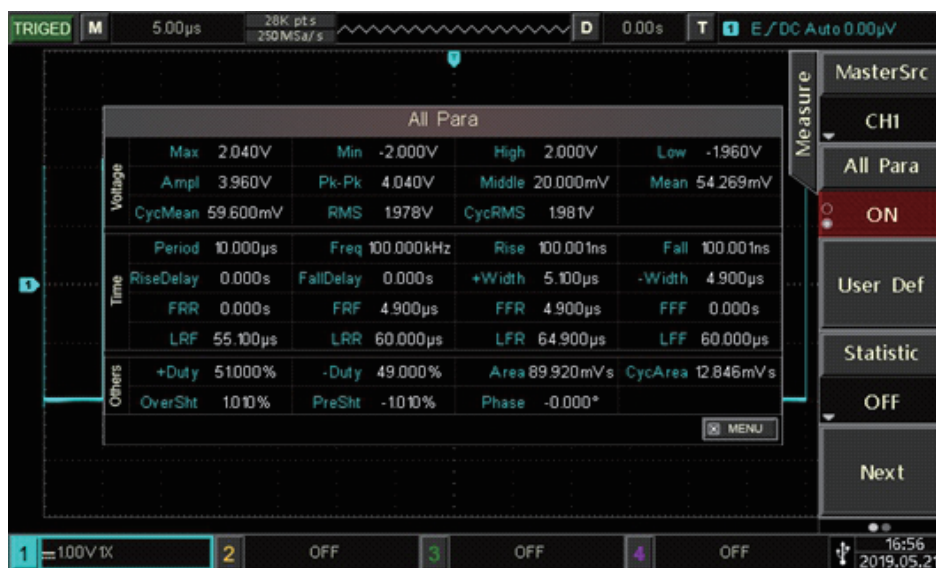 TRIGED M 5.00µs 28K pts D 0.00s T 1 E DC Auto 0.00µV
250MSa/s
T
Measure
MasterSrc
CH1
All Para
ON
User Def
Statistic
OFF
Next
All Para
Voltage
Max 2.040V Min -2.000V High 2.000V Low -1.960V
Ampl 3.960V Pk-Pk 4.040V Middle 20.000mV Mean 54.269mV
CycMean 59.600mV RMS 1.978V CycRMS 1.981V
Time
Period 10.000µs Freq 100.000kHz Rise 100.001ns Fall 100.001ns
RiseDelay 0.000s FallDelay 0.000s +Width 5.100µs -Width 4.900µs
FRR 0.000s FRF 4.900µs FFR 4.900µs FFF 0.000s
LRF 55.100µs LRR 60.000µs LFR 64.900µs LFF 60.000µs
Others
+Duty 51.000% -Duty 49.000% Area 89.920mVs CycArea 12.846mVs
OverSht 1.010% PreSht -1.010% Phase -0.000°
MENU
1
1 1.00V 1X 2 OFF 3 OFF 4 OFF
16:56
2019.05.21